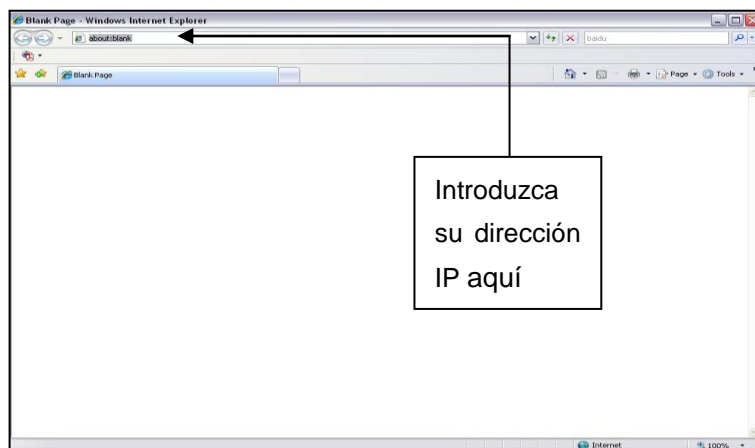 Blank Page - Windows Internet Explorer
about:blank
baidu
Blank Page
Page
Tools
Introduzca
su dirección
IP aquí
Internet
100%